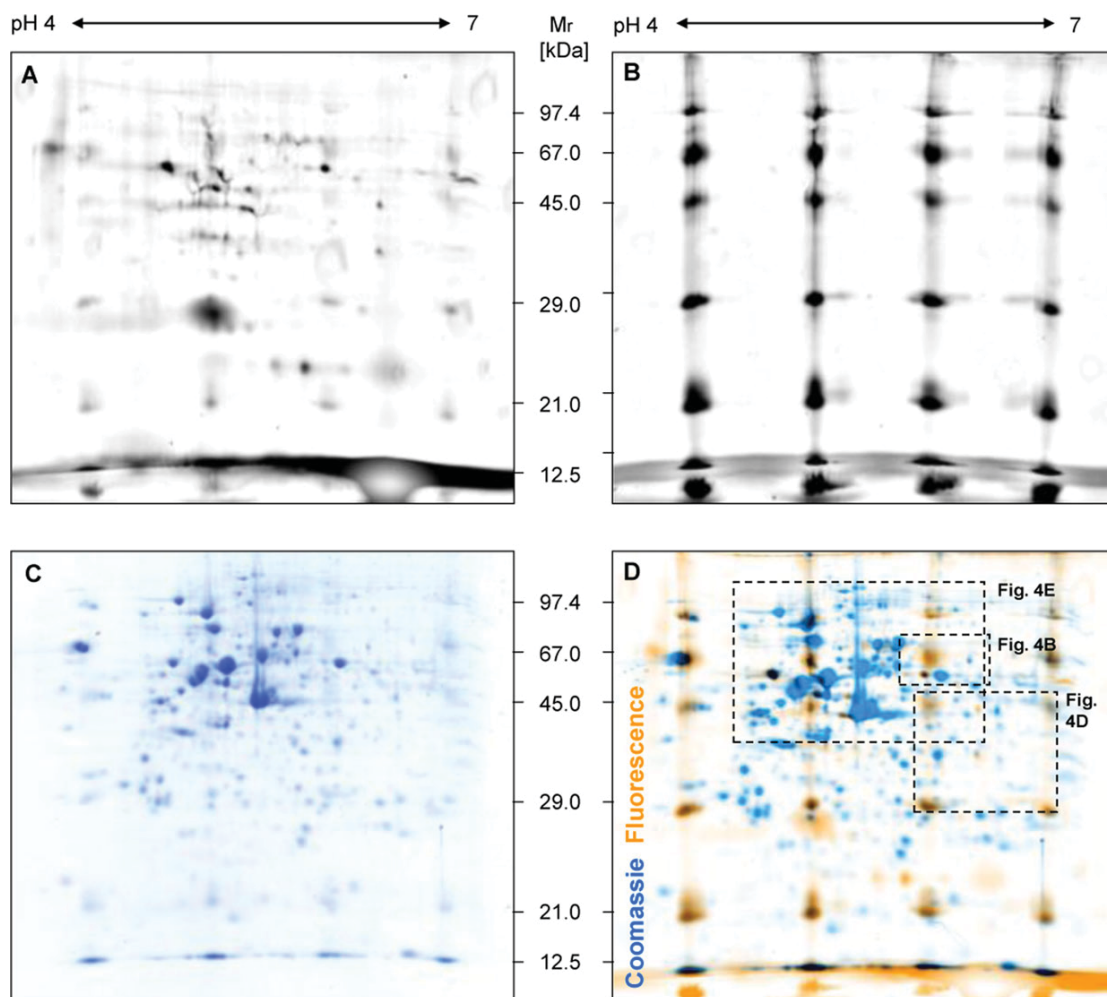 pH 4 7 Mr pH 4 7
[kDa]
A B
97.4
67.0
45.0
29.0
21.0
12.5
C D
97.4
67.0
45.0
29.0
21.0
12.5
Fig. 4E
Fig. 4B
Fig.
4D
Coomassie Fluorescence